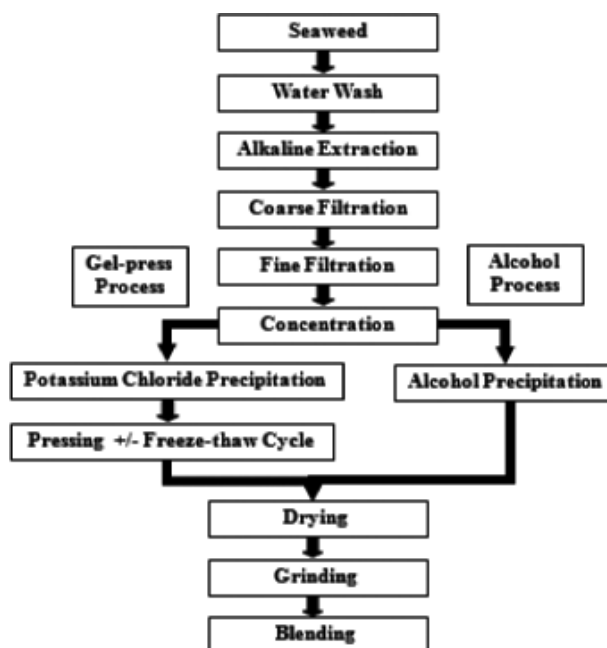 Seaweed
Water Wash
Alkaline Extraction
Coarse Filtration
Gel-press
Process
Fine Filtration
Alcohol
Process
Concentration
Potassium Chloride Precipitation
Alcohol Precipitation
Pressing +/- Freeze-thaw Cycle
Drying
Grinding
Blending